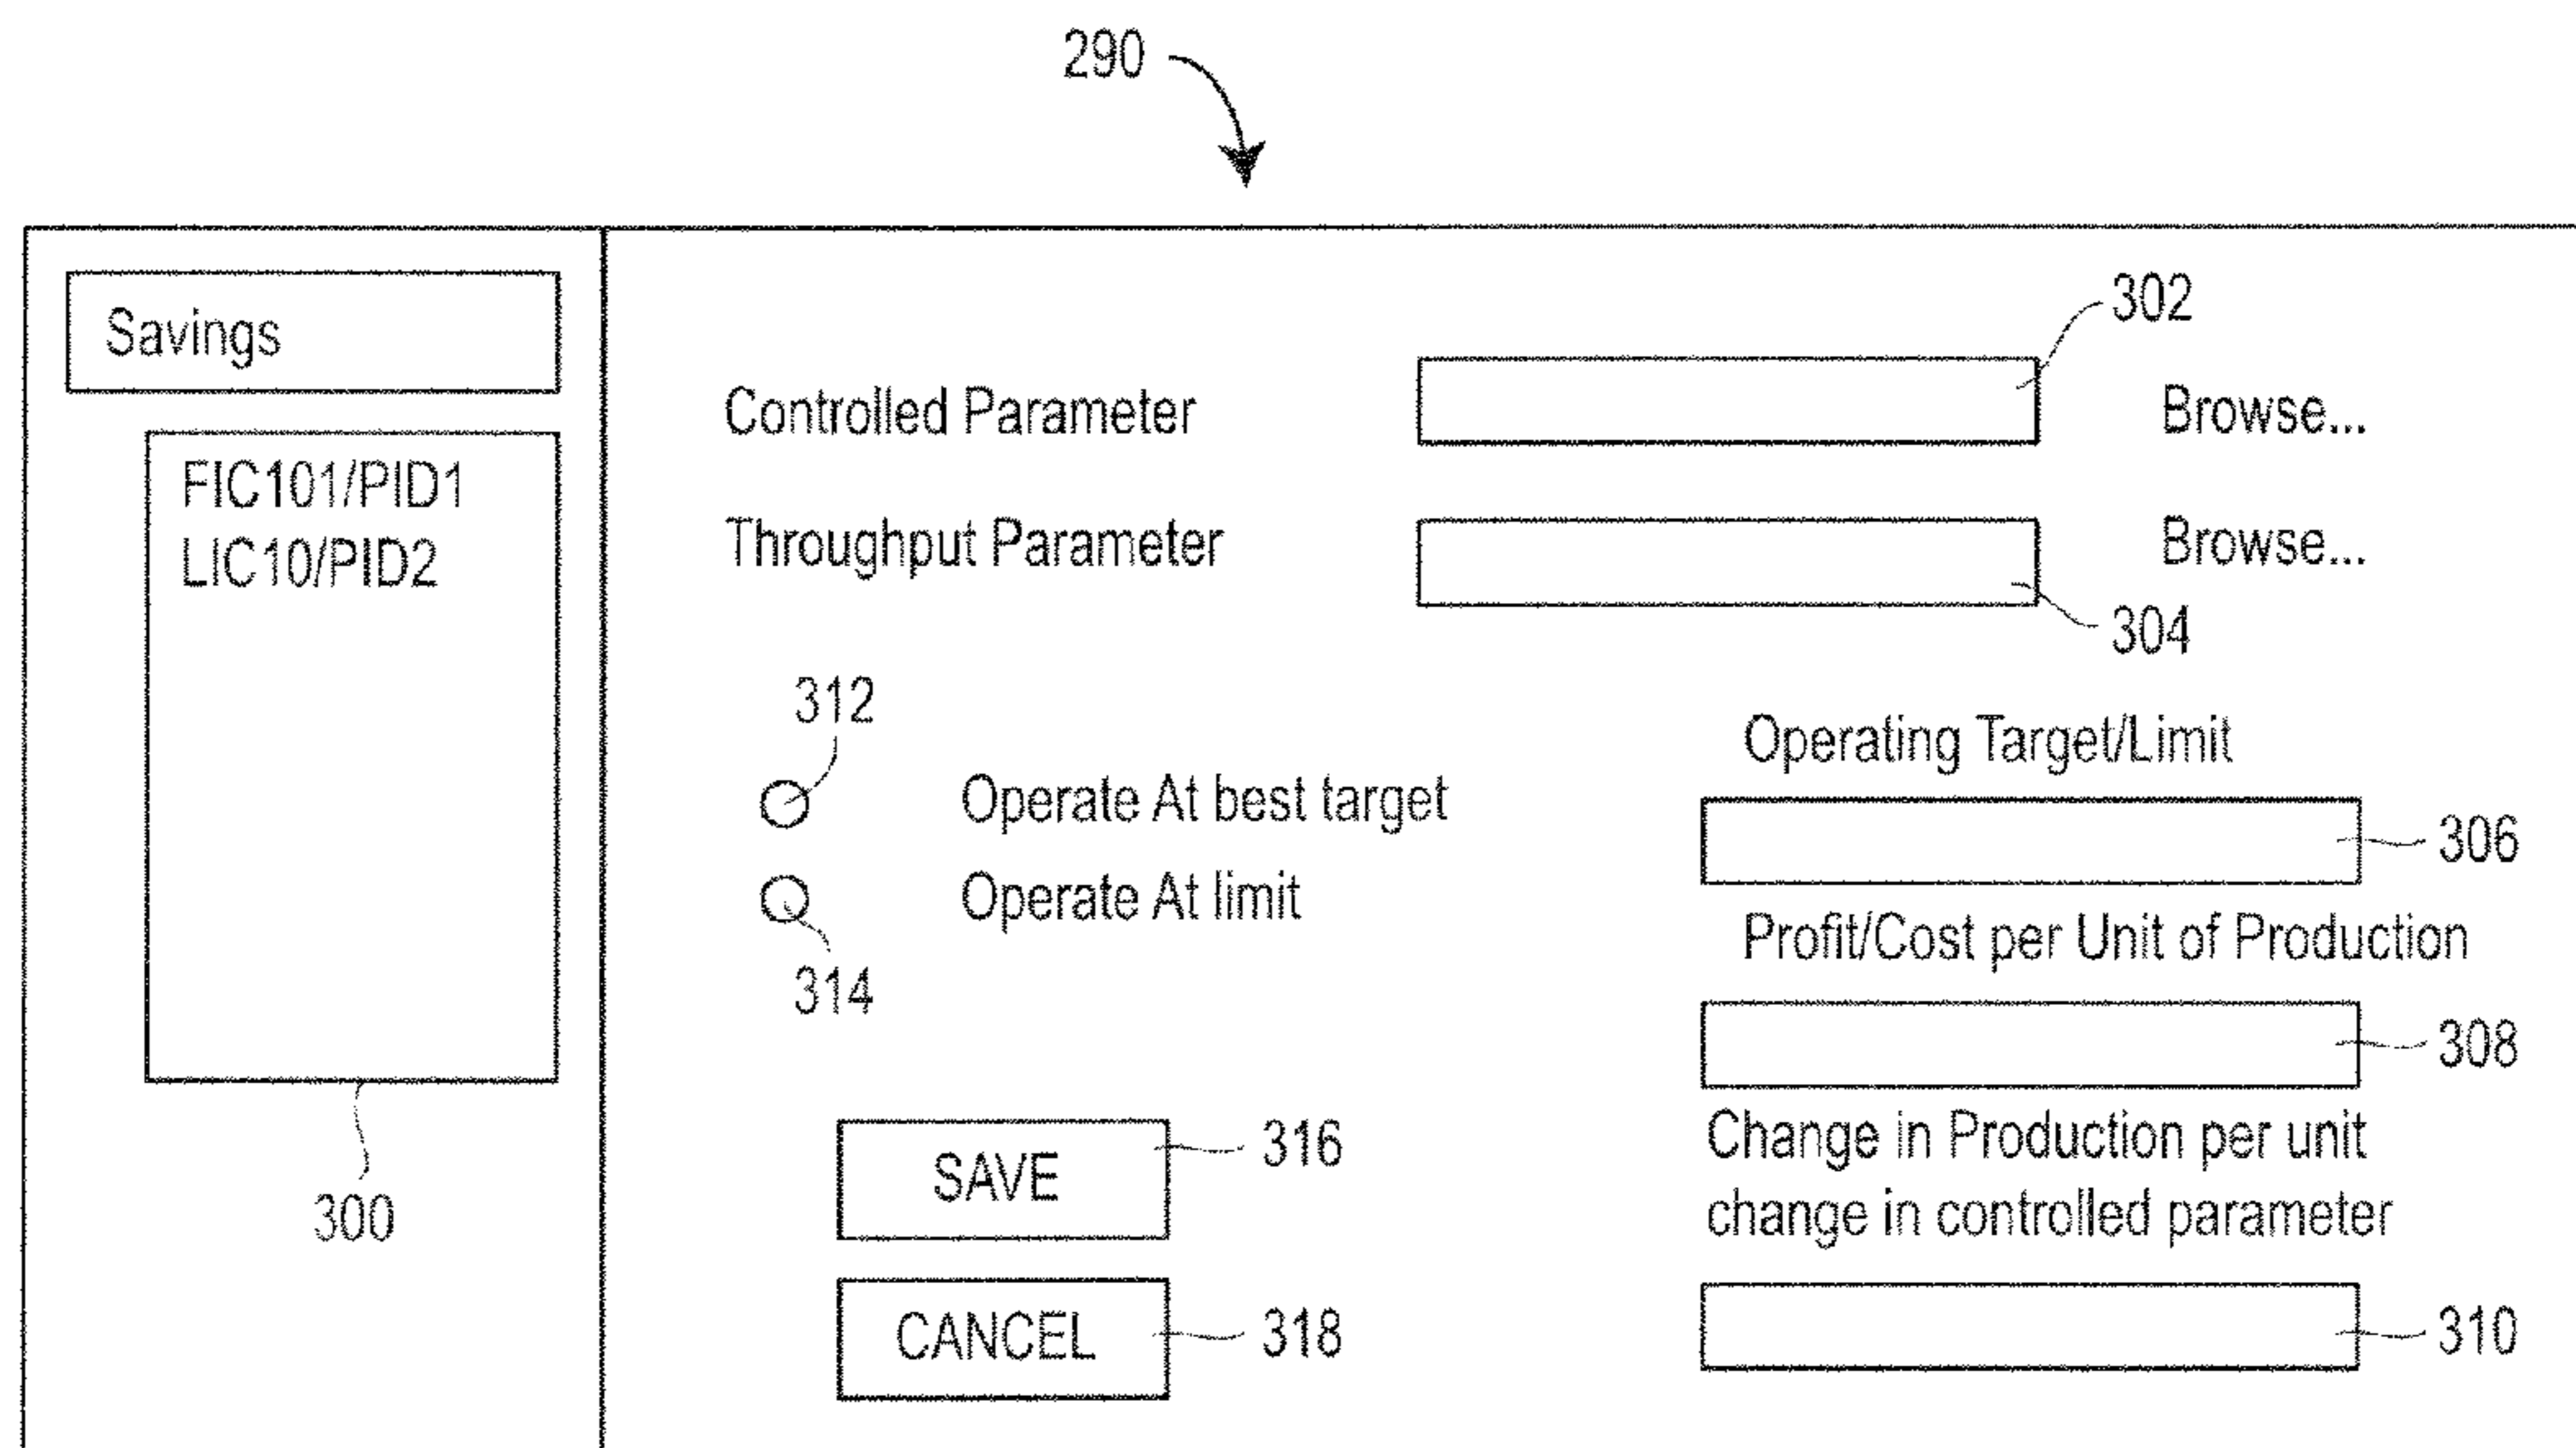 290
Savings
FIC101/PID1
LIC10/PID2
300
302
Controlled Parameter
Browse...
Throughput Parameter
Browse...
304
312
Operate At best target
Operate At limit
314
Operating Target/Limit
306
Profit/Cost per Unit of Production
308
Change in Production per unit
change in controlled parameter
310
SAVE
316
CANCEL
318